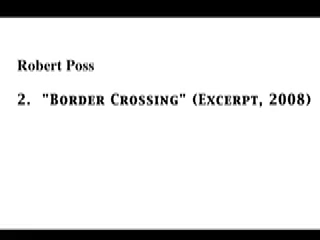 Robert Poss
2. "Border Crossing" (Excerpt, 2008)